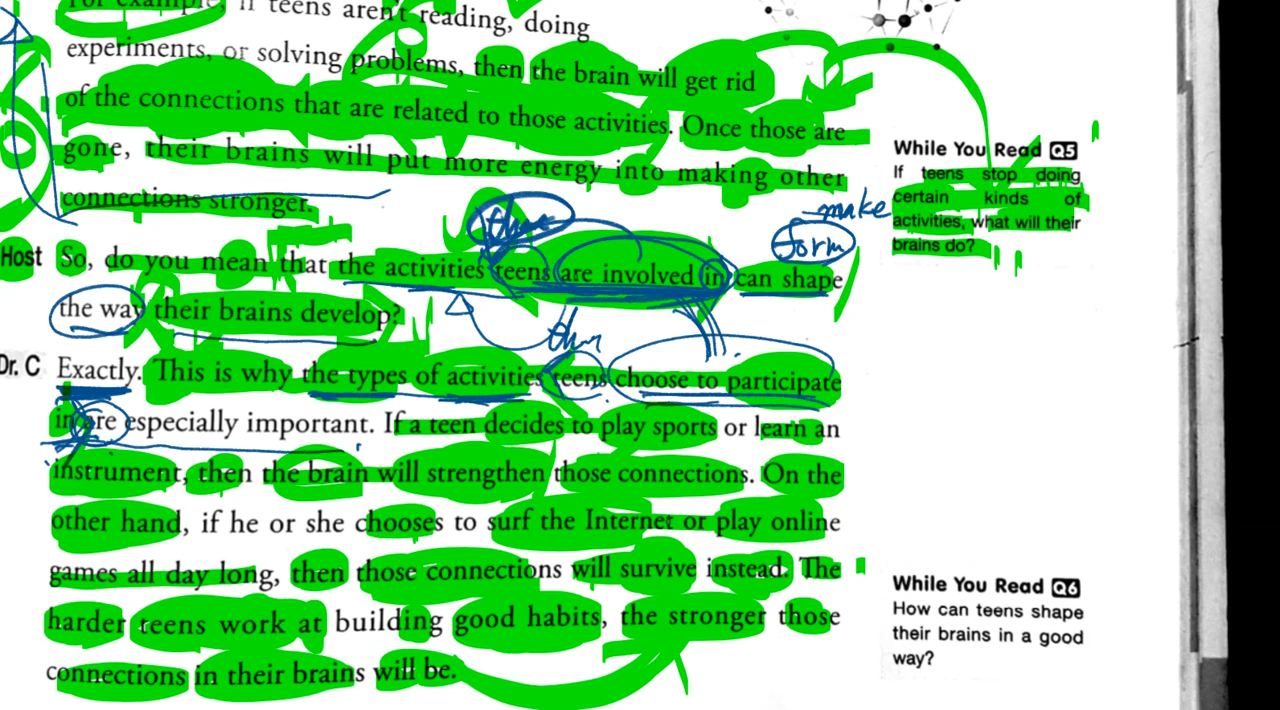 For example, if teens aren't reading, doing
experiments, or solving problems, then the brain will get rid
of the connections that are related to those activities. Once those are
gone, their brains will put more energy into making other
connections stronger.
Host So, do you mean that the activities teens are involved in can shape
the way their brains develop?
Dr. C Exactly. This is why the types of activities teens choose to participate
in are especially important. If a teen decides to play sports or learn an
instrument, then the brain will strengthen those connections. On the
other hand, if he or she chooses to surf the Internet or play online
games all day long, then those connections will survive instead. The
harder teens work at building good habits, the stronger those
connections in their brains will be.
While You Read Q5
If teens stop doing
certain kinds of
activities, what will their
brains do?
make
form
While You Read Q6
How can teens shape
their brains in a good
way?